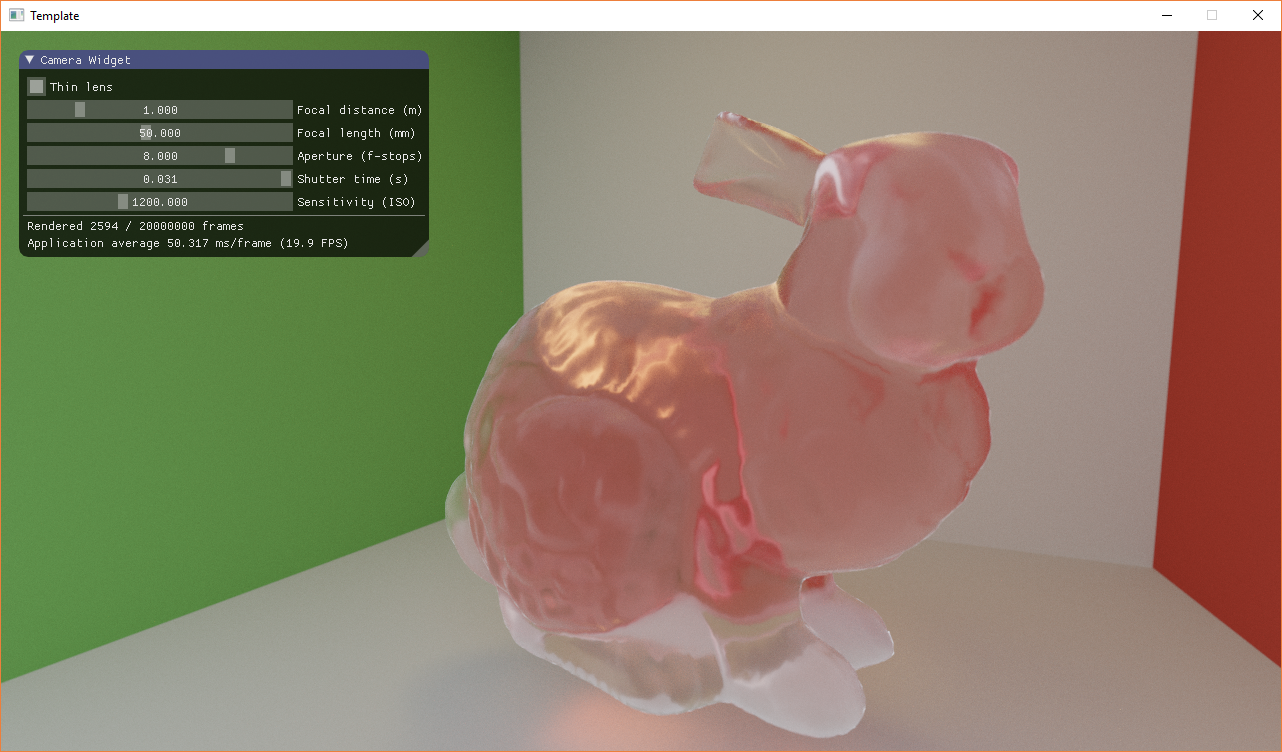 Template
Camera Widget
Thin lens
1.000 Focal distance (m)
50.000 Focal length (mm)
8.000 Aperture (f-stops)
0.031 Shutter time (s)
1200.000 Sensitivity (ISO)
Rendered 2594 / 20000000 frames
Application average 50.317 ms/frame (19.9 FPS)